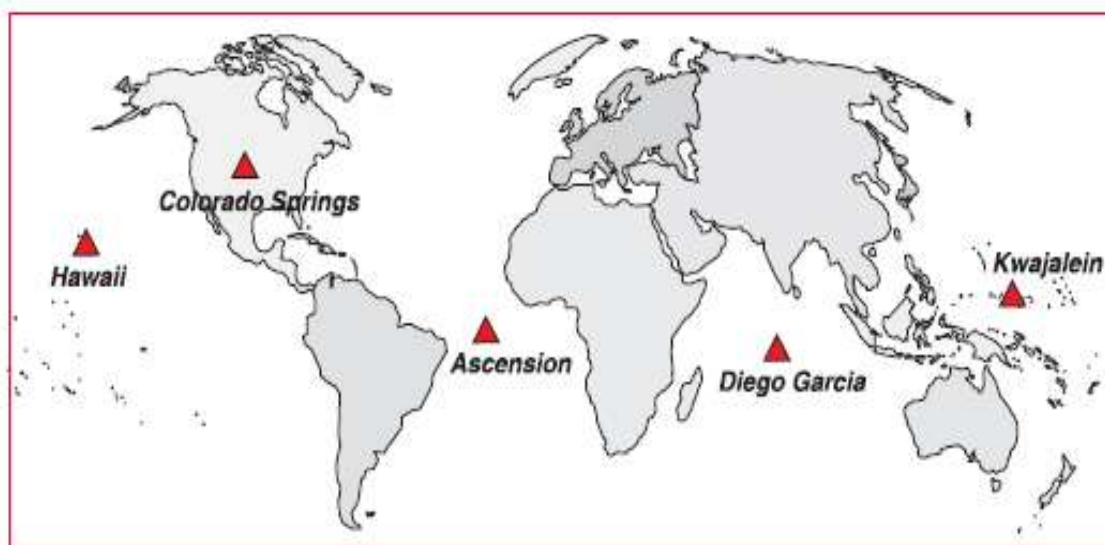 Colorado Springs
Hawaii
Kwajalein
Ascension
Diego Garcia